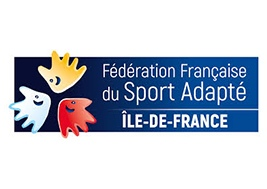 Fédération Française
du Sport Adapté
ÎLE-DE-FRANCE